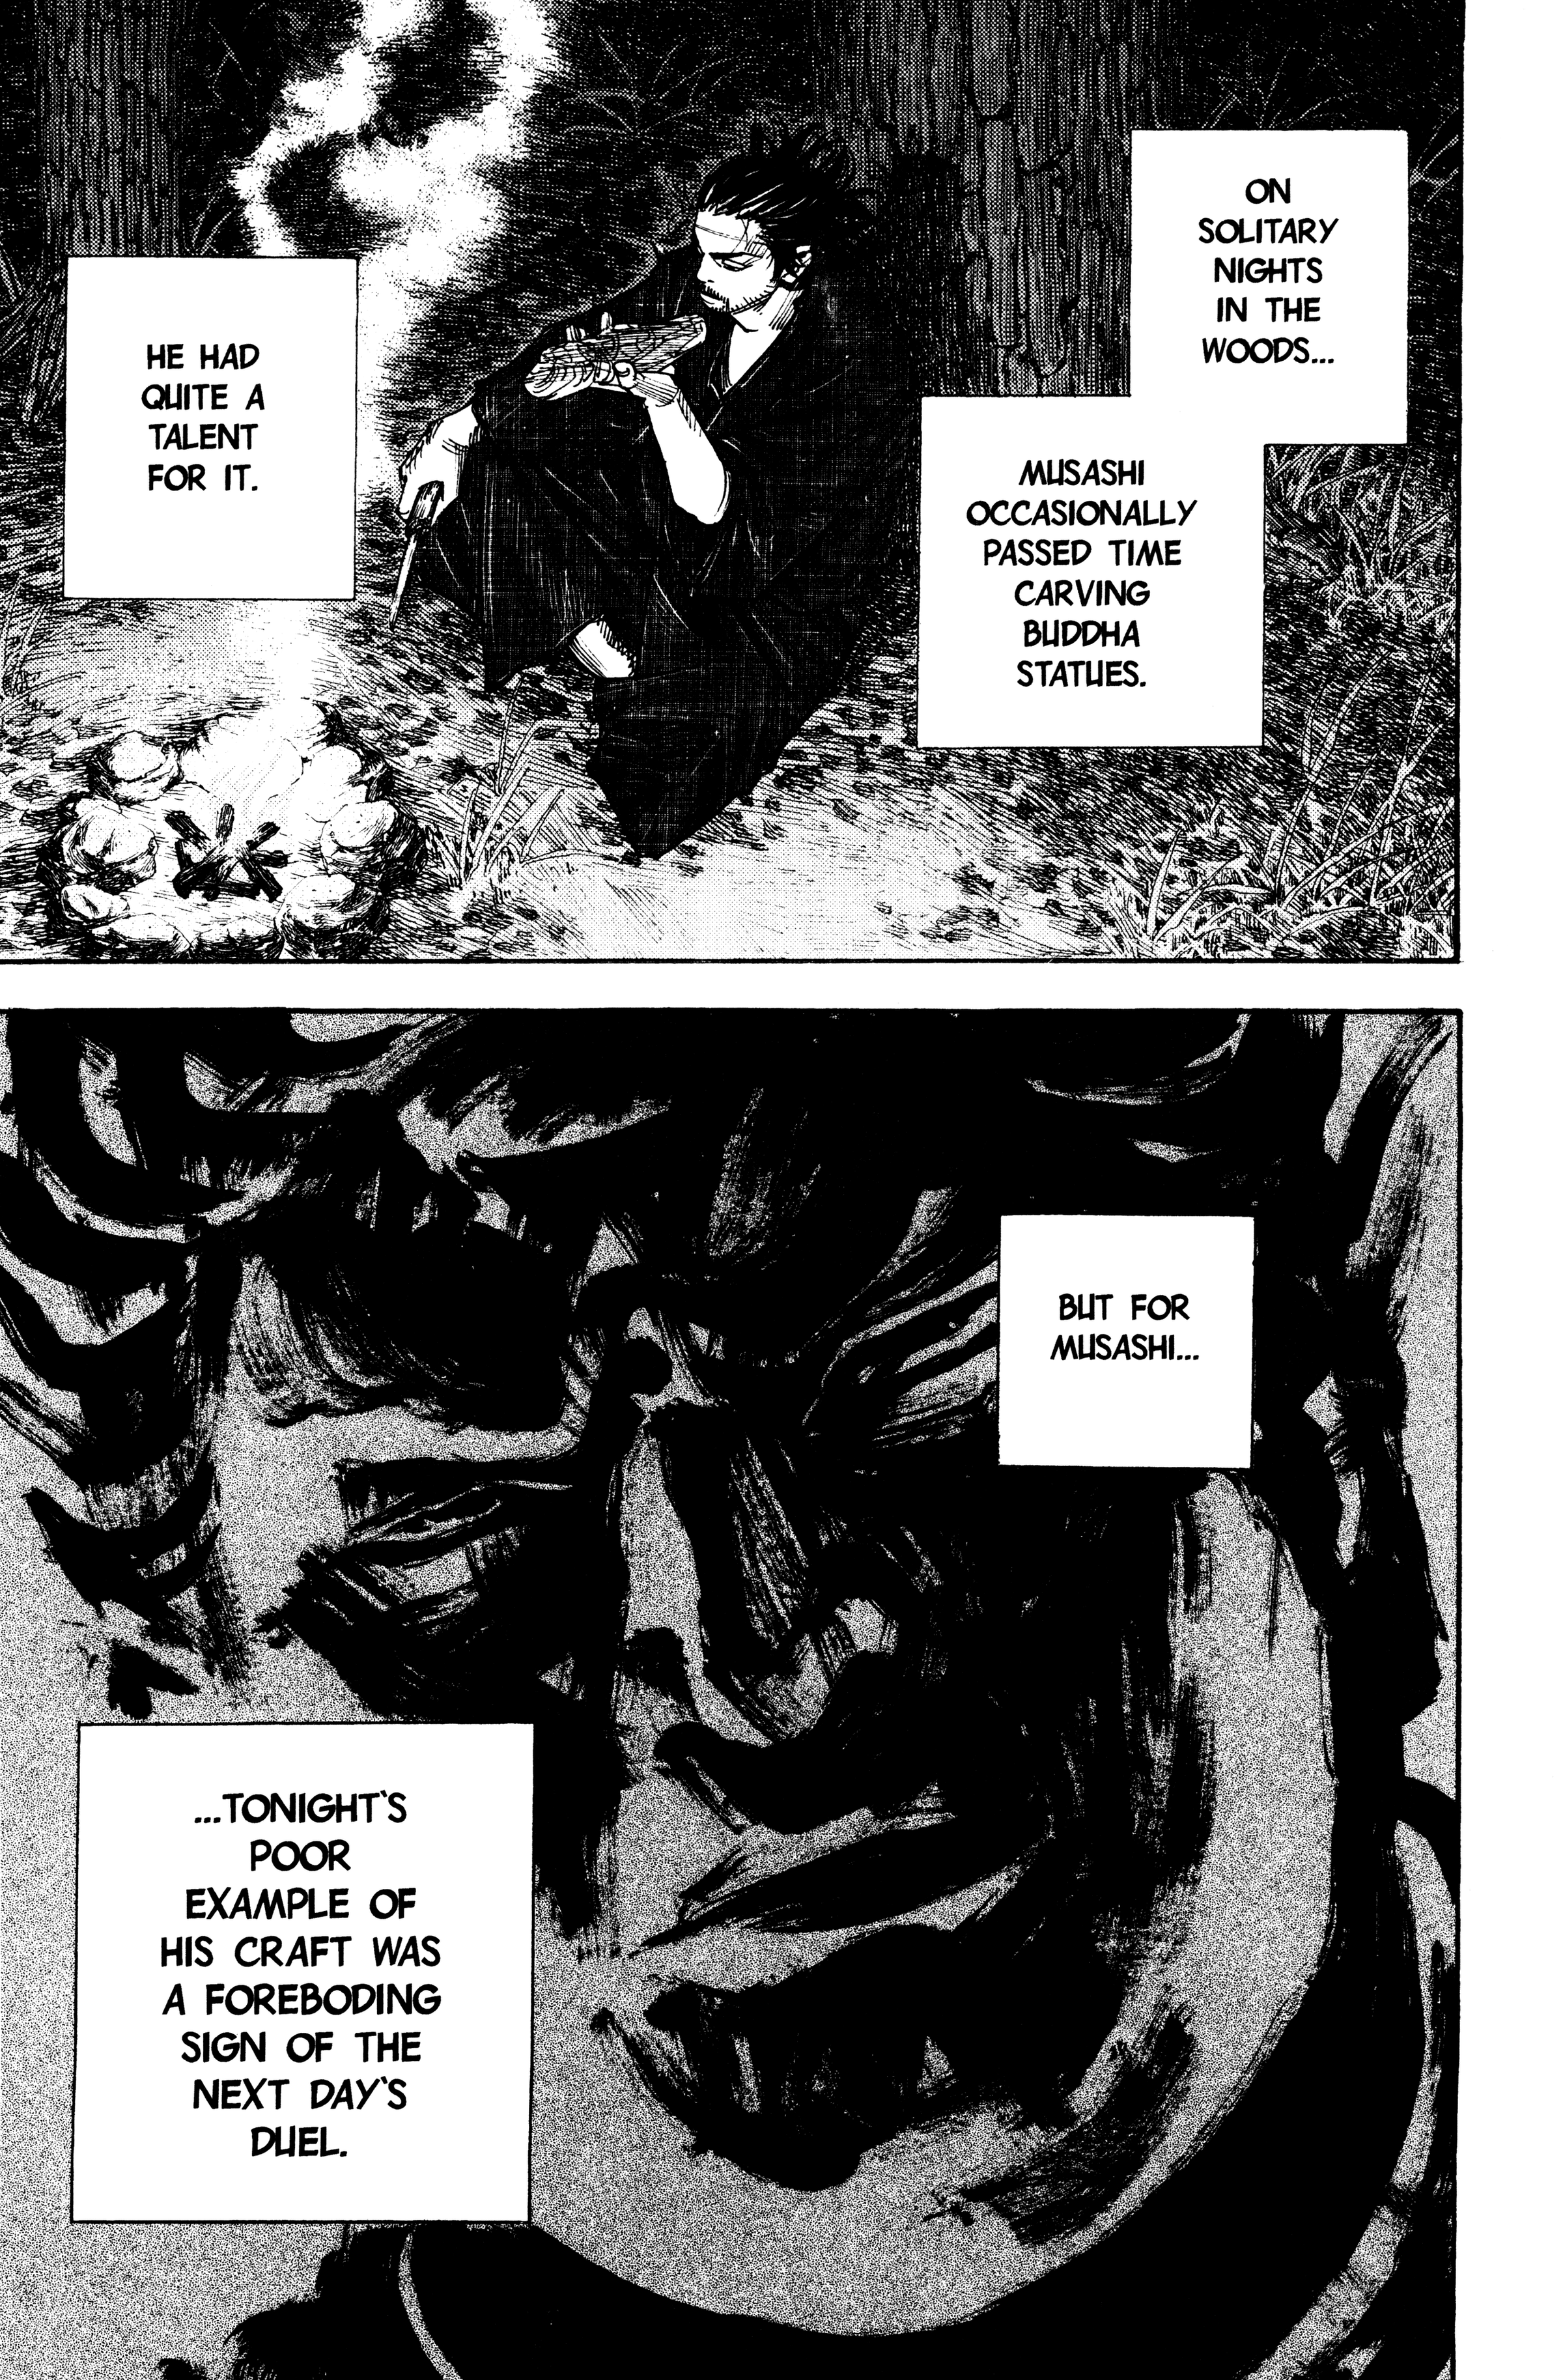 ON
SOLITARY
NIGHTS
IN THE
WOODS...
MUSASHI
OCCASIONALLY
PASSED TIME
CARVING
BUDDHA
STATUES.
HE HAD
QUITE A
TALENT
FOR IT.
BUT FOR
MUSASHI...
...TONIGHT'S
POOR
EXAMPLE OF
HIS CRAFT WAS
A FOREBODING
SIGN OF THE
NEXT DAY'S
DUEL.